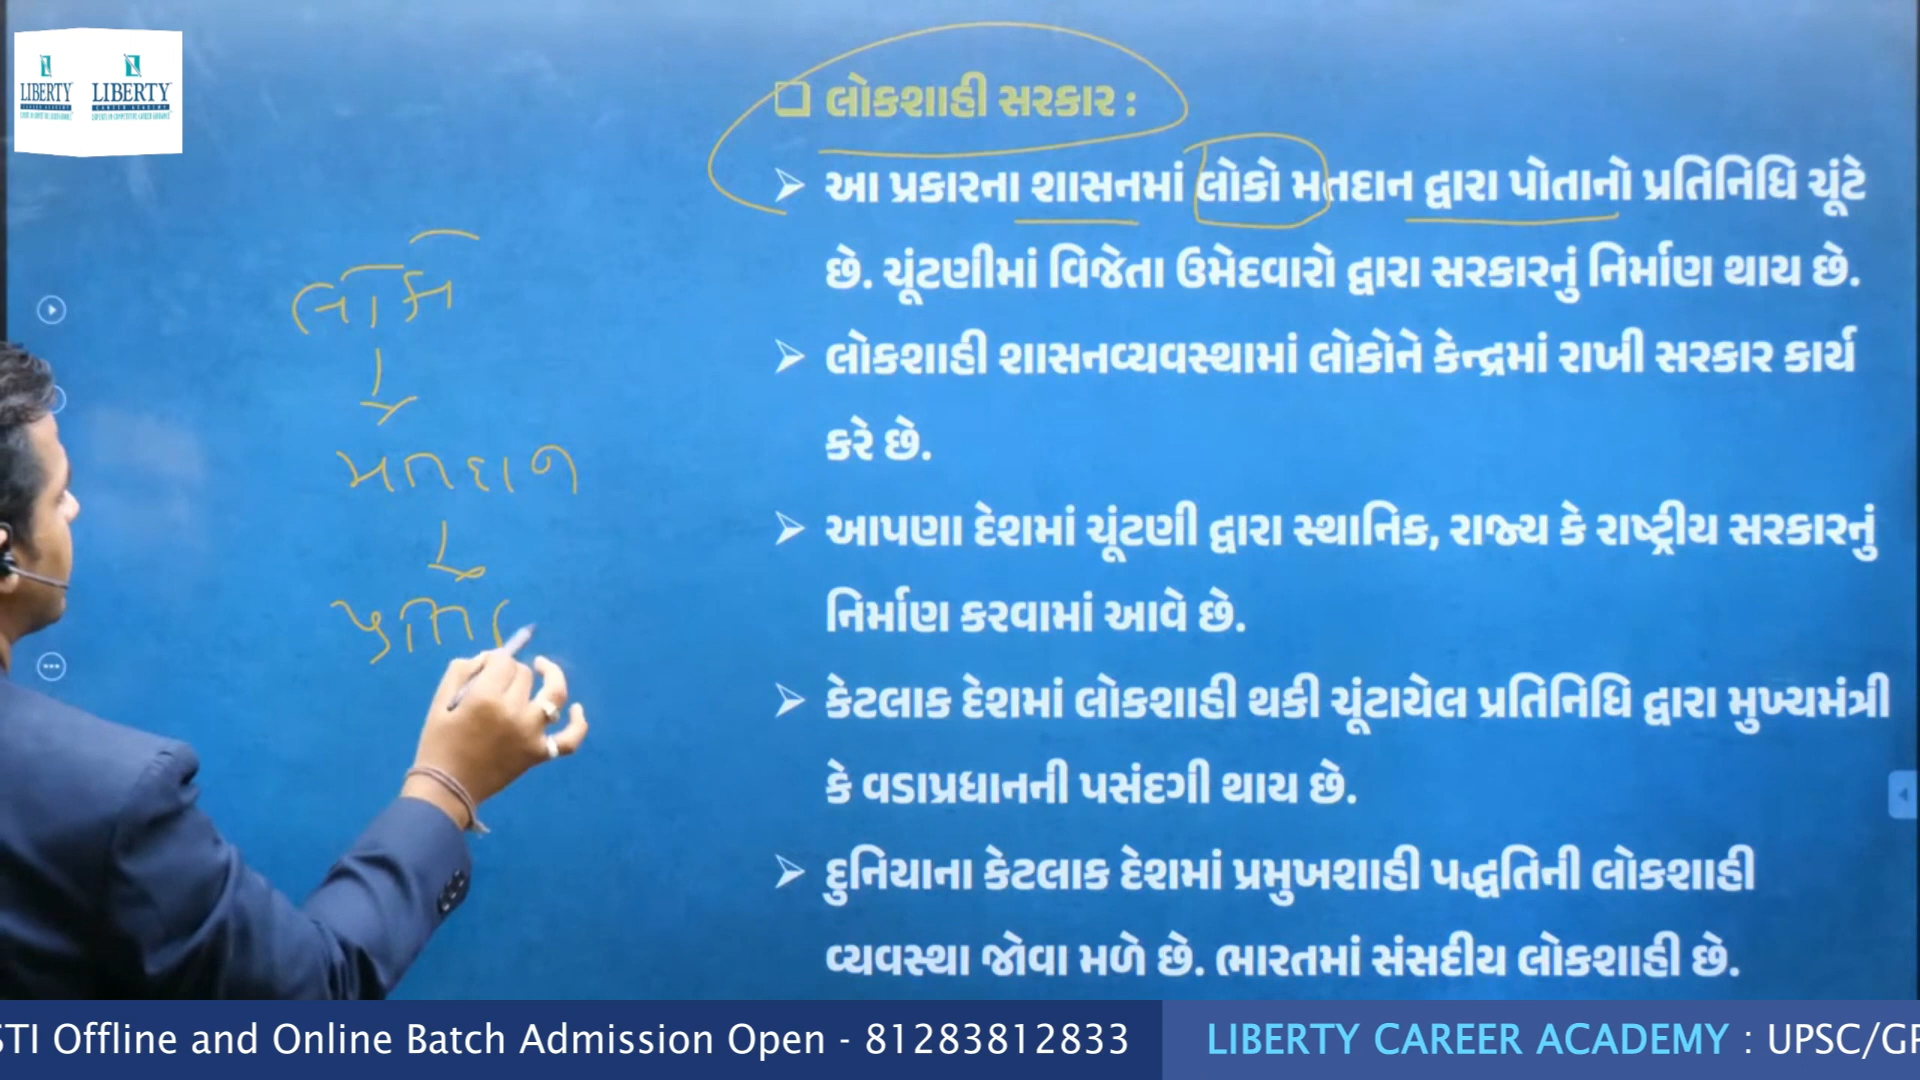 LIBERTY
LIBERTY
CAREER ACADEMY
લોકશાહી સરકાર :
આ પ્રકારના શાસનમાં લોકો મતદાન દ્વારા પોતાનો પ્રતિનિધિ ચૂંટે
છે. ચૂંટણીમાં વિજેતા ઉમેદવારો દ્વારા સરકારનું નિર્માણ થાય છે.
લોકશાહી શાસનવ્યવસ્થામાં લોકોને કેન્દ્રમાં રાખી સરકાર કાર્ય
કરે છે.
આપણા દેશમાં ચૂંટણી દ્વારા સ્થાનિક, રાજ્ય કે રાષ્ટ્રીય સરકારનું
નિર્માણ કરવામાં આવે છે.
કેટલાક દેશમાં લોકશાહી થકી ચૂંટાયેલ પ્રતિનિધિ દ્વારા મુખ્યમંત્રી
કે વડાપ્રધાનની પસંદગી થાય છે.
દુનિયાના કેટલાક દેશમાં પ્રમુખશાહી પદ્ધતિની લોકશાહી
વ્યવસ્થા જોવા મળે છે. ભારતમાં સંસદીય લોકશાહી છે.
લોકો
મતદાન
STI Offline and Online Batch Admission Open - 81283812833
LIBERTY CAREER ACADEMY : UPSC/GP